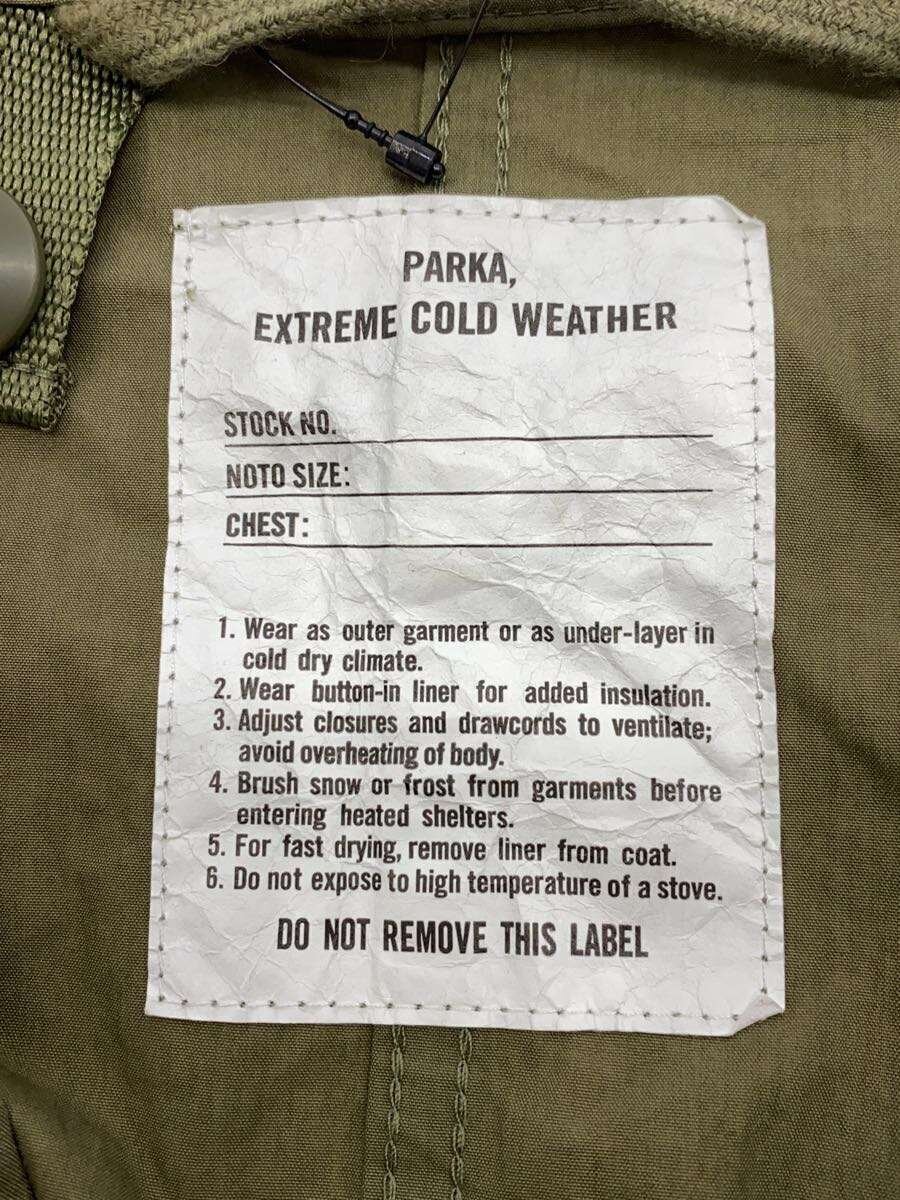 PARKA,
EXTREME COLD WEATHER
STOCK NO.
NOTO SIZE:
CHEST:
1. Wear as outer garment or as under-layer in
cold dry climate.
2. Wear button-in liner for added insulation.
3. Adjust closures and drawcords to ventilate;
avoid overheating of body.
4. Brush snow or frost from garments before
entering heated shelters.
5. For fast drying, remove liner from coat.
6. Do not expose to high temperature of a stove.
DO NOT REMOVE THIS LABEL